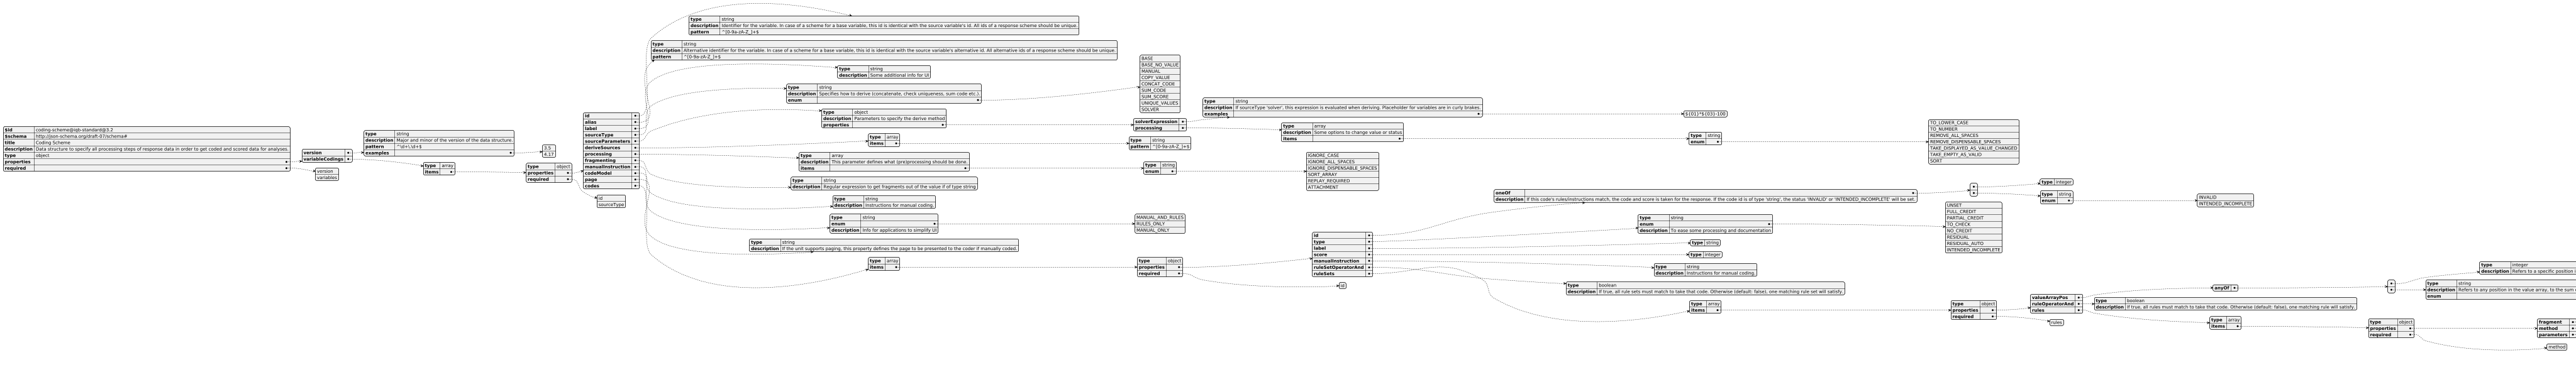 $id coding-scheme@iqb-standard@3.2
$schema http://json-schema.org/draft-07/schema#
title Coding Scheme
description Data structure to specify all processing steps of response data in order to get coded and scored data for analyses.
type object
properties
required
version
variableCodings
version
variables
type string
description Major and minor of the version of the data structure.
pattern ^\d+\.\d+$
examples
3.5
4.17
type array
items
type object
properties
required
id
alias
label
sourceType
sourceParameters
deriveSources
processing
fragmenting
manualInstruction
codeModel
page
codes
id
sourceType
type string
description Identifier for the variable. In case of a scheme for a base variable, this id is identical with the source variable's id. All ids of a response scheme should be unique.
pattern ^[0-9a-zA-Z_]+$
type string
description Alternative identifier for the variable. In case of a scheme for a base variable, this id is identical with the source variable's alternative id. All alternative ids of a response scheme should be unique.
pattern ^[0-9a-zA-Z_]+$
type string
description Some additional info for UI
type string
description Specifies how to derive (concatenate, check uniqueness, sum code etc.).
enum
BASE
BASE_NO_VALUE
MANUAL
COPY_VALUE
CONCAT_CODE
SUM_CODE
SUM_SCORE
UNIQUE_VALUES
SOLVER
type object
description Parameters to specify the derive method
properties
solverExpression
processing
type string
description If sourceType 'solver', this expression is evaluated when deriving. Placeholder for variables are in curly brakes.
examples
${01}*${03}-100
type array
description Some options to change value or status
items
type string
enum
TO_LOWER_CASE
TO_NUMBER
REMOVE_ALL_SPACES
REMOVE_DISPENSABLE_SPACES
TAKE_DISPLAYED_AS_VALUE_CHANGED
TAKE_EMPTY_AS_VALID
SORT
type array
items
type string
pattern ^[0-9a-zA-Z_]+$
type array
description This parameter defines what (pre)processing should be done.
items
type string
enum
IGNORE_CASE
IGNORE_ALL_SPACES
IGNORE_DISPENSABLE_SPACES
SORT_ARRAY
REPLAY_REQUIRED
ATTACHMENT
type string
description Regular expression to get fragments out of the value if of type string
type string
description Instructions for manual coding.
type string
enum
description Info for applications to simplify UI
MANUAL_AND_RULES
RULES_ONLY
MANUAL_ONLY
type string
description If the unit supports paging, this property defines the page to be presented to the coder if manually coded.
type array
items
type object
properties
required
id
id
type
label
score
manualInstruction
ruleSetOperatorAnd
ruleSets
oneOf
description If this code's rules/instructions match, the code and score is taken for the response. If the code id is of type 'string', the status 'INVALID' or 'INTENDED_INCOMPLETE' will be set.
type integer
type string
enum
INVALID
INTENDED_INCOMPLETE
type string
enum
description To ease some processing and documentation
UNSET
FULL_CREDIT
PARTIAL_CREDIT
TO_CHECK
NO_CREDIT
RESIDUAL
RESIDUAL_AUTO
INTENDED_INCOMPLETE
type string
type integer
type string
description Instructions for manual coding.
type boolean
description If true, all rule sets must match to take that code. Otherwise (default: false), one matching rule set will satisfy.
type array
items
type object
properties
required
rules
valueArrayPos
ruleOperatorAnd
rules
anyOf
type integer
description Refers to a specific position
type string
description Refers to any position in the value array, to the sum
enum
type boolean
description If true, all rules must match to take that code. Otherwise (default: false), one matching rule will satisfy.
type array
items
type object
properties
required
fragment
method
parameters
method